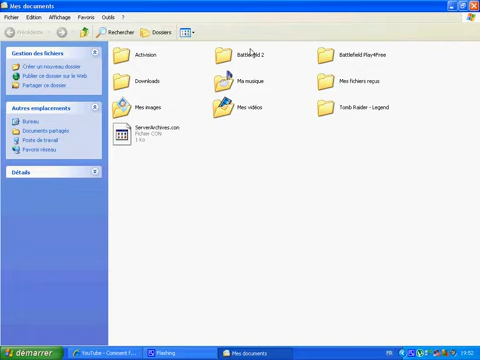 Mes documents
Fichier Edition Affichage Favoris Outils ?
Précédente Rechercher Dossiers
Gestion des fichiers
Créer un nouveau dossier
Publier ce dossier sur le Web
Partager ce dossier
Autres emplacements
Bureau
Documents partagés
Poste de travail
Favoris réseau
Détails
Activision
Battlefield 2
Battlefield Play4Free
Downloads
Ma musique
Mes fichiers reçus
Mes images
Mes vidéos
Tomb Raider - Legend
ServerArchives.con
Fichier CON
1 Ko
démarrer
YouTube - Comment f...
Flashing
Mes documents
FR
19:52